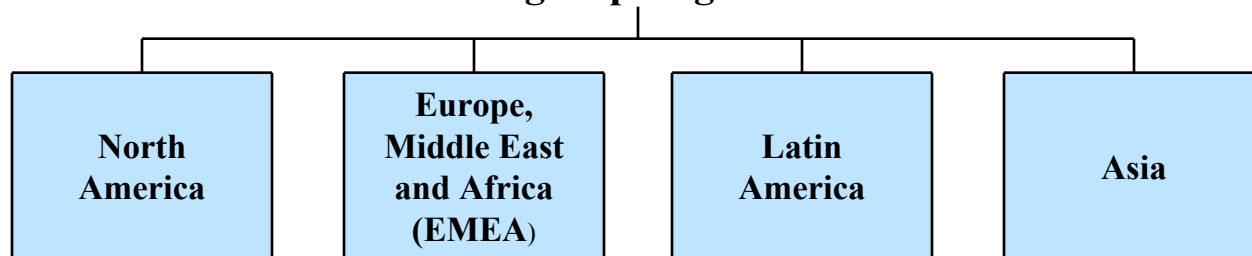 North
America
Europe,
Middle East
and Africa
(EMEA)
Latin
America
Asia